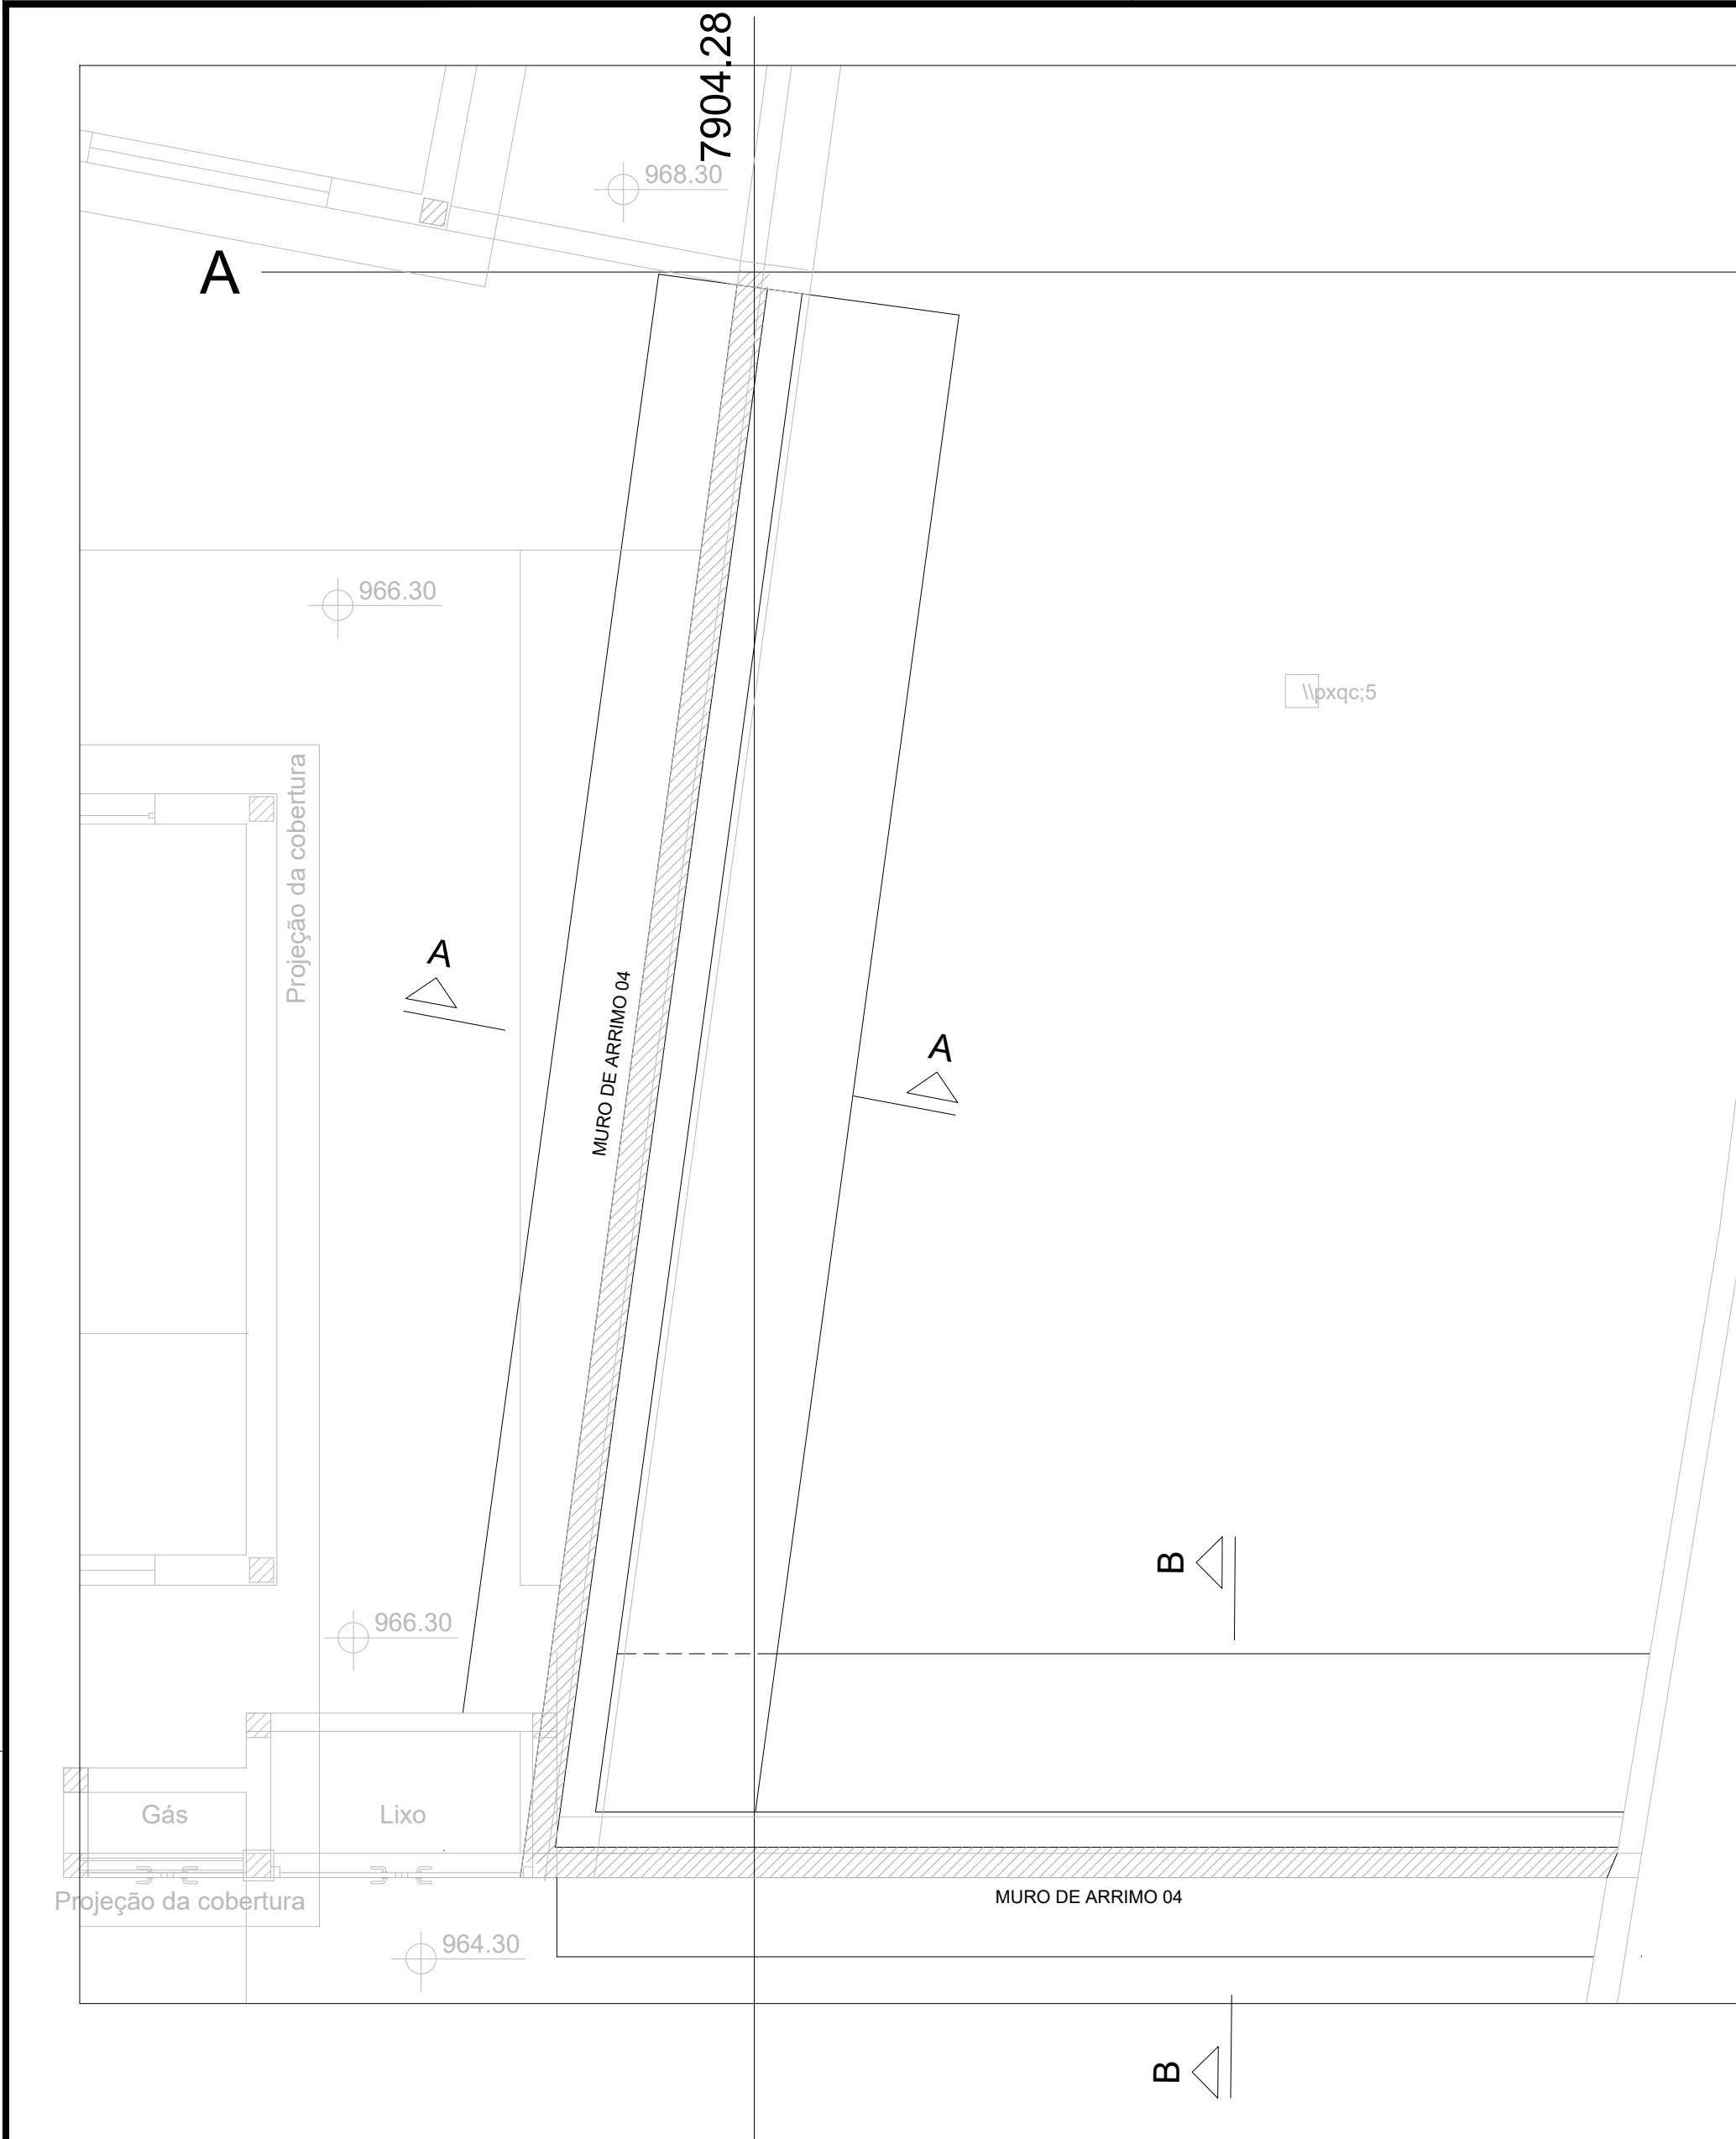 7904.28
968.30
A
966.30
\\pxqc;5
Projeção da cobertura
A
MURO DE ARRIMO 04
A
B
966.30
Gás
Lixo
MURO DE ARRIMO 04
Projeção da cobertura
964.30
B